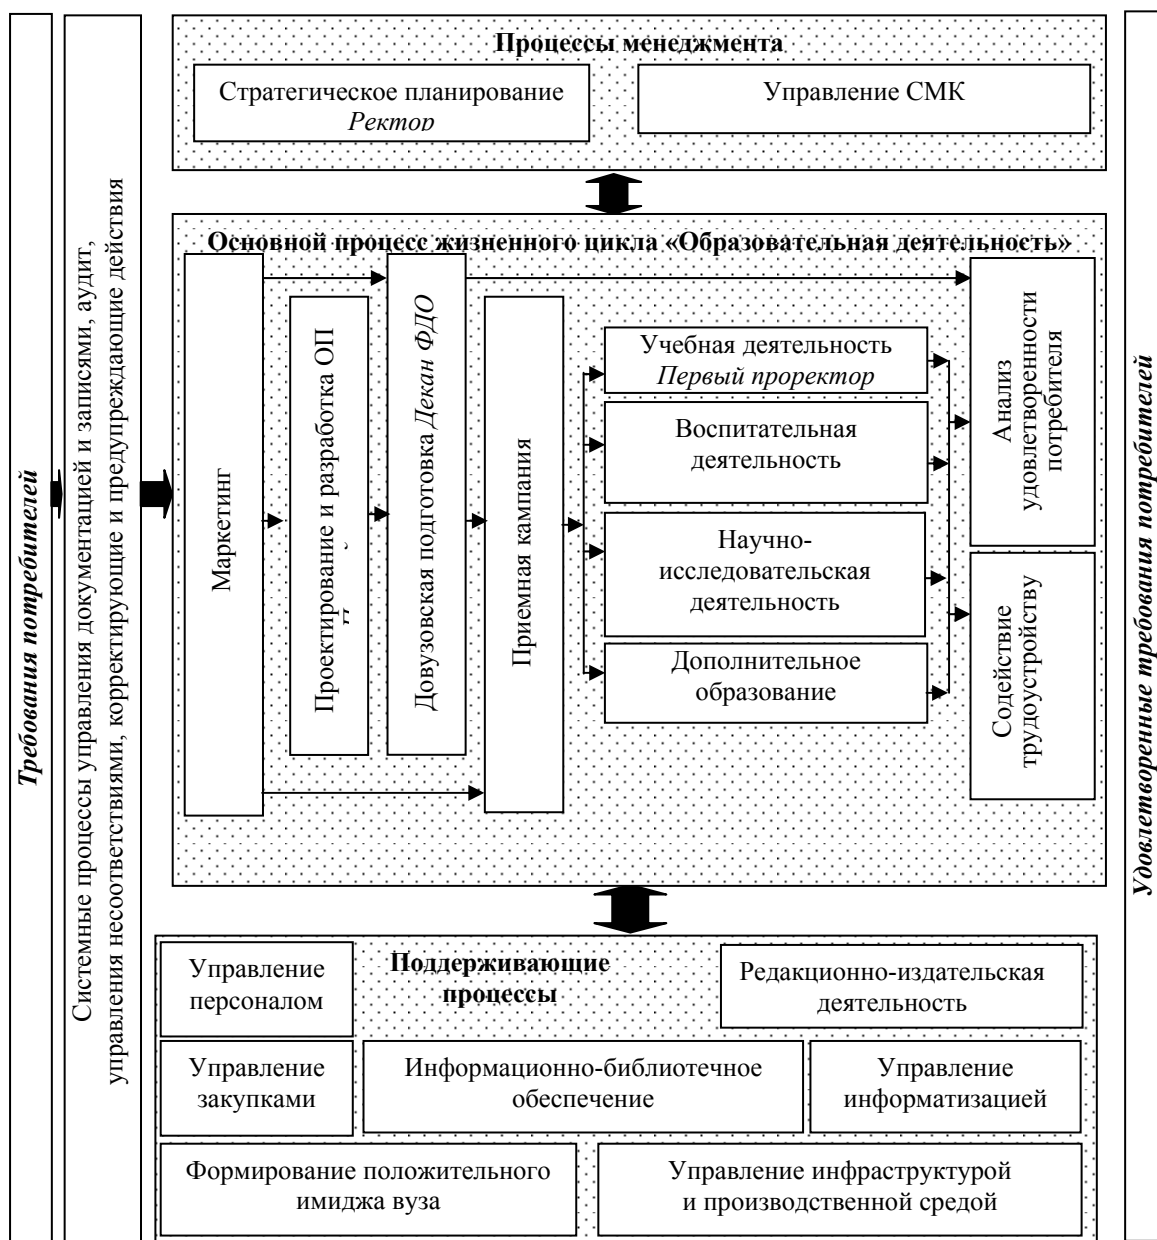 Требования потребителей
Системные процессы управления документацией и записями, аудит,
управления несоответствиями, корректирующие и предупреждающие действия
Процессы менеджмента
Стратегическое планирование
Ректор
Управление СМК
Основной процесс жизненного цикла «Образовательная деятельность»
Маркетинг
Проектирование и разработка ОП
Довузовская подготовка Декан ФДО
Приемная кампания
Учебная деятельность
Первый проректор
Воспитательная
деятельность
Научно-
исследовательская
деятельность
Дополнительное
образование
Анализ
удовлетворенности
потребителя
Содействие
трудоустройству
Поддерживающие
процессы
Управление
персоналом
Редакционно-издательская
деятельность
Управление
закупками
Информационно-библиотечное
обеспечение
Управление
информатизацией
Формирование положительного
имиджа вуза
Управление инфраструктурой
и производственной средой
Удовлетворенные требования потребителей